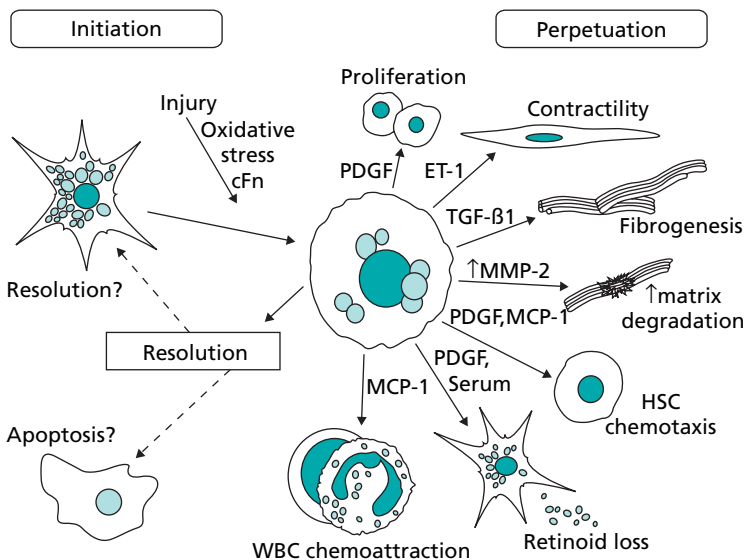 Initiation
Perpetuation
Injury
Oxidative
stress
cFn
Proliferation
Contractility
PDGF
ET-1
TGF-ß1
Fibrogenesis
↑MMP-2
↑matrix
degradation
PDGF,MCP-1
Resolution?
Resolution
MCP-1
PDGF,
Serum
HSC
chemotaxis
Apoptosis?
WBC chemoattraction
Retinoid loss